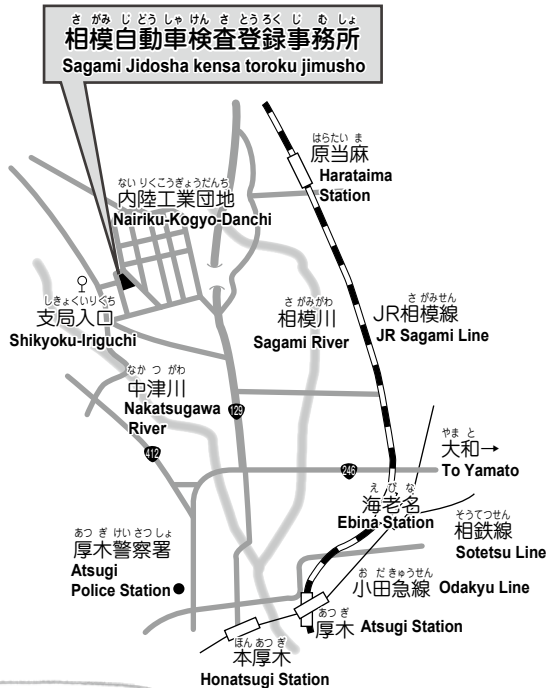 さがみじどうしゃけんさとうろくじむしょ
相模自動車検査登録事務所
Sagami Jidosha kensa toroku jimusho
はらたいま
原当麻
Harataima
Station
ないりくこうぎょうだんち
内陸工業団地
Nairiku-Kogyo-Danchi
しきょくいりぐち
支局入口
Shikyoku-Iriguchi
さがみがわ
相模川
Sagami River
さがみせん
JR相模線
JR Sagami Line
なかつがわ
中津川
Nakatsugawa
River
129
412
246
やまと
大和→
To Yamato
えびな
海老名
Ebina Station
そうてつせん
相鉄線
Sotetsu Line
あつぎけいさつしょ
厚木警察署
Atsugi
Police Station
おだきゅうせん
小田急線 Odakyu Line
あつぎ
厚木 Atsugi Station
ほんあつぎ
本厚木
Honatsugi Station